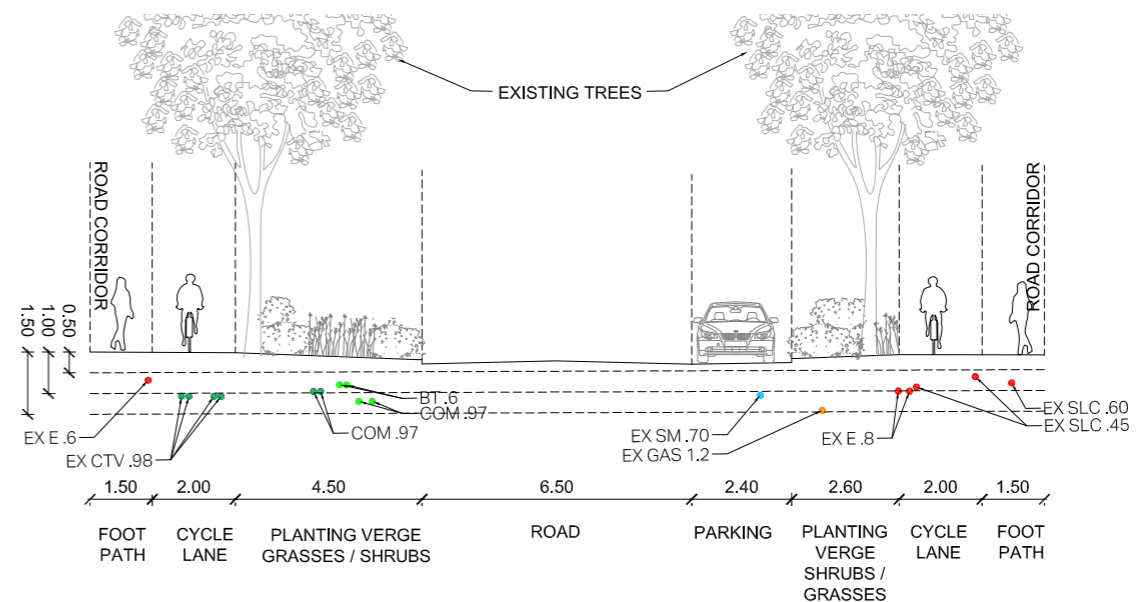 EXISTING TREES
ROAD CORRIDOR
ROAD CORRIDOR
0.50
1.00
1.50
BT .6
COM .97
EX E .6
COM .97
EX CTV .98
EX SM .70
EX GAS 1.2
EX E .8
EX SLC .60
EX SLC .45
1.50
2.00
4.50
6.50
2.40
2.60
2.00
1.50
FOOT
PATH
CYCLE
LANE
PLANTING VERGE
GRASSES / SHRUBS
ROAD
PARKING
PLANTING
VERGE
SHRUBS /
GRASSES
CYCLE
LANE
FOOT
PATH